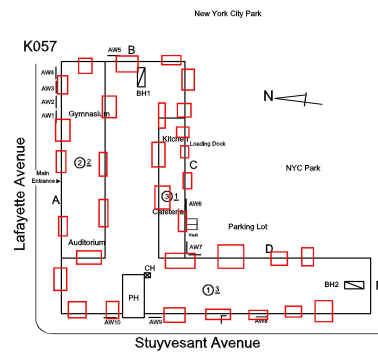 New York City Park
K057
AW5
B
AW4
AW3
AW2
AW1
BH1
N
Gymnasium
Kitchen
Loading Dock
2 2
NYC Park
C
Main
Entrance
Lafayette Avenue
A
3 1
AW6
Cafeteria
Vault
Parking Lot
Auditorium
AW7
D
CH
PH
1 3
BH2
AW10
AW9
AW8
Stuyvesant Avenue